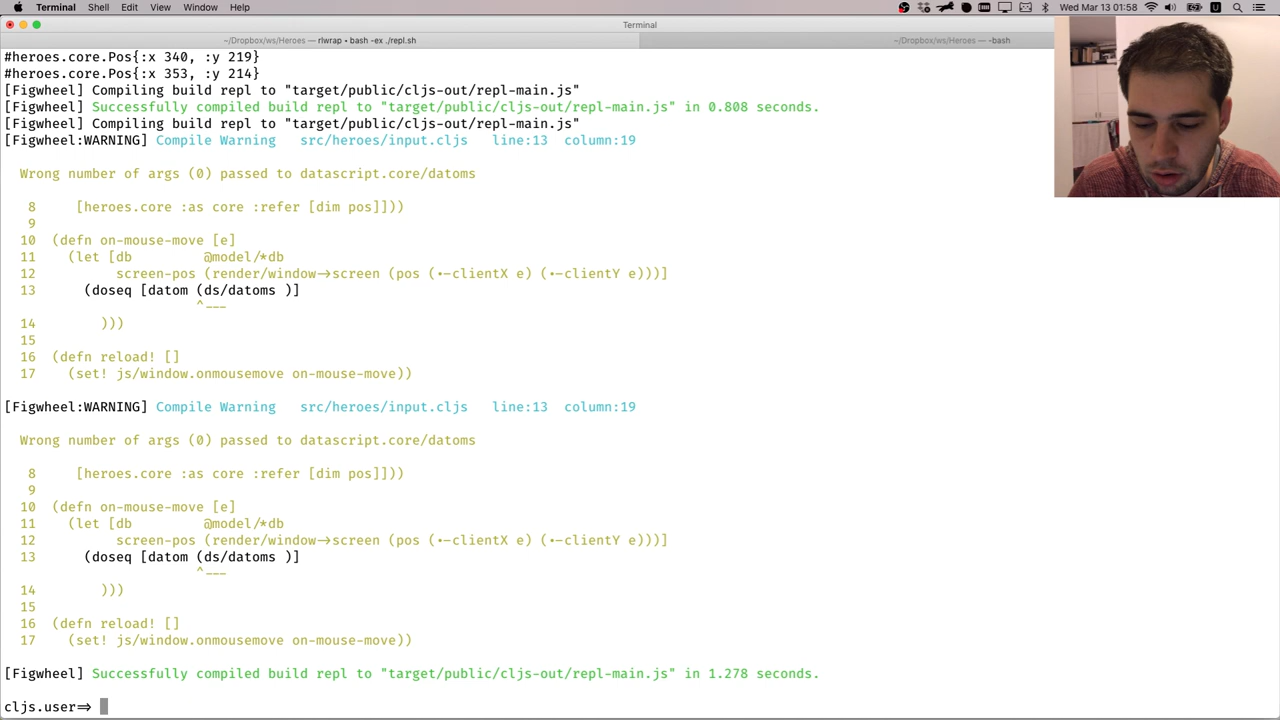 Terminal Shell Edit View Window Help Wed Mar 13 01:58
Terminal
~/Dropbox/ws/Heroes — rlwrap • bash -ex ./repl.sh ~/Dropbox/ws/Heroes — -bash
#heroes.core.Pos{:x 340, :y 219}
#heroes.core.Pos{:x 353, :y 214}
[Figwheel] Compiling build repl to "target/public/cljs-out/repl-main.js"
[Figwheel] Successfully compiled build repl to "target/public/cljs-out/repl-main.js" in 0.808 seconds.
[Figwheel] Compiling build repl to "target/public/cljs-out/repl-main.js"
[Figwheel:WARNING] Compile Warning src/heroes/input.cljs line:13 column:19
Wrong number of args (0) passed to datascript.core/datoms
8 [heroes.core :as core :refer [dim pos]]))
9
10 (defn on-mouse-move [e]
11 (let [db @model/*db
12 screen-pos (render/window->screen (pos (.-clientX e) (.-clientY e)))]
13 (doseq [datom (ds/datoms )]
^---
14 )))
15
16 (defn reload! []
17 (set! js/window.onmousemove on-mouse-move))
[Figwheel:WARNING] Compile Warning src/heroes/input.cljs line:13 column:19
Wrong number of args (0) passed to datascript.core/datoms
8 [heroes.core :as core :refer [dim pos]]))
9
10 (defn on-mouse-move [e]
11 (let [db @model/*db
12 screen-pos (render/window->screen (pos (.-clientX e) (.-clientY e)))]
13 (doseq [datom (ds/datoms )]
^---
14 )))
15
16 (defn reload! []
17 (set! js/window.onmousemove on-mouse-move))
[Figwheel] Successfully compiled build repl to "target/public/cljs-out/repl-main.js" in 1.278 seconds.
cljs.user=>